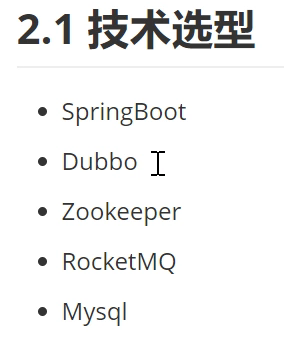 2.1 技术选型
SpringBoot
Dubbo
Zookeeper
RocketMQ
Mysql